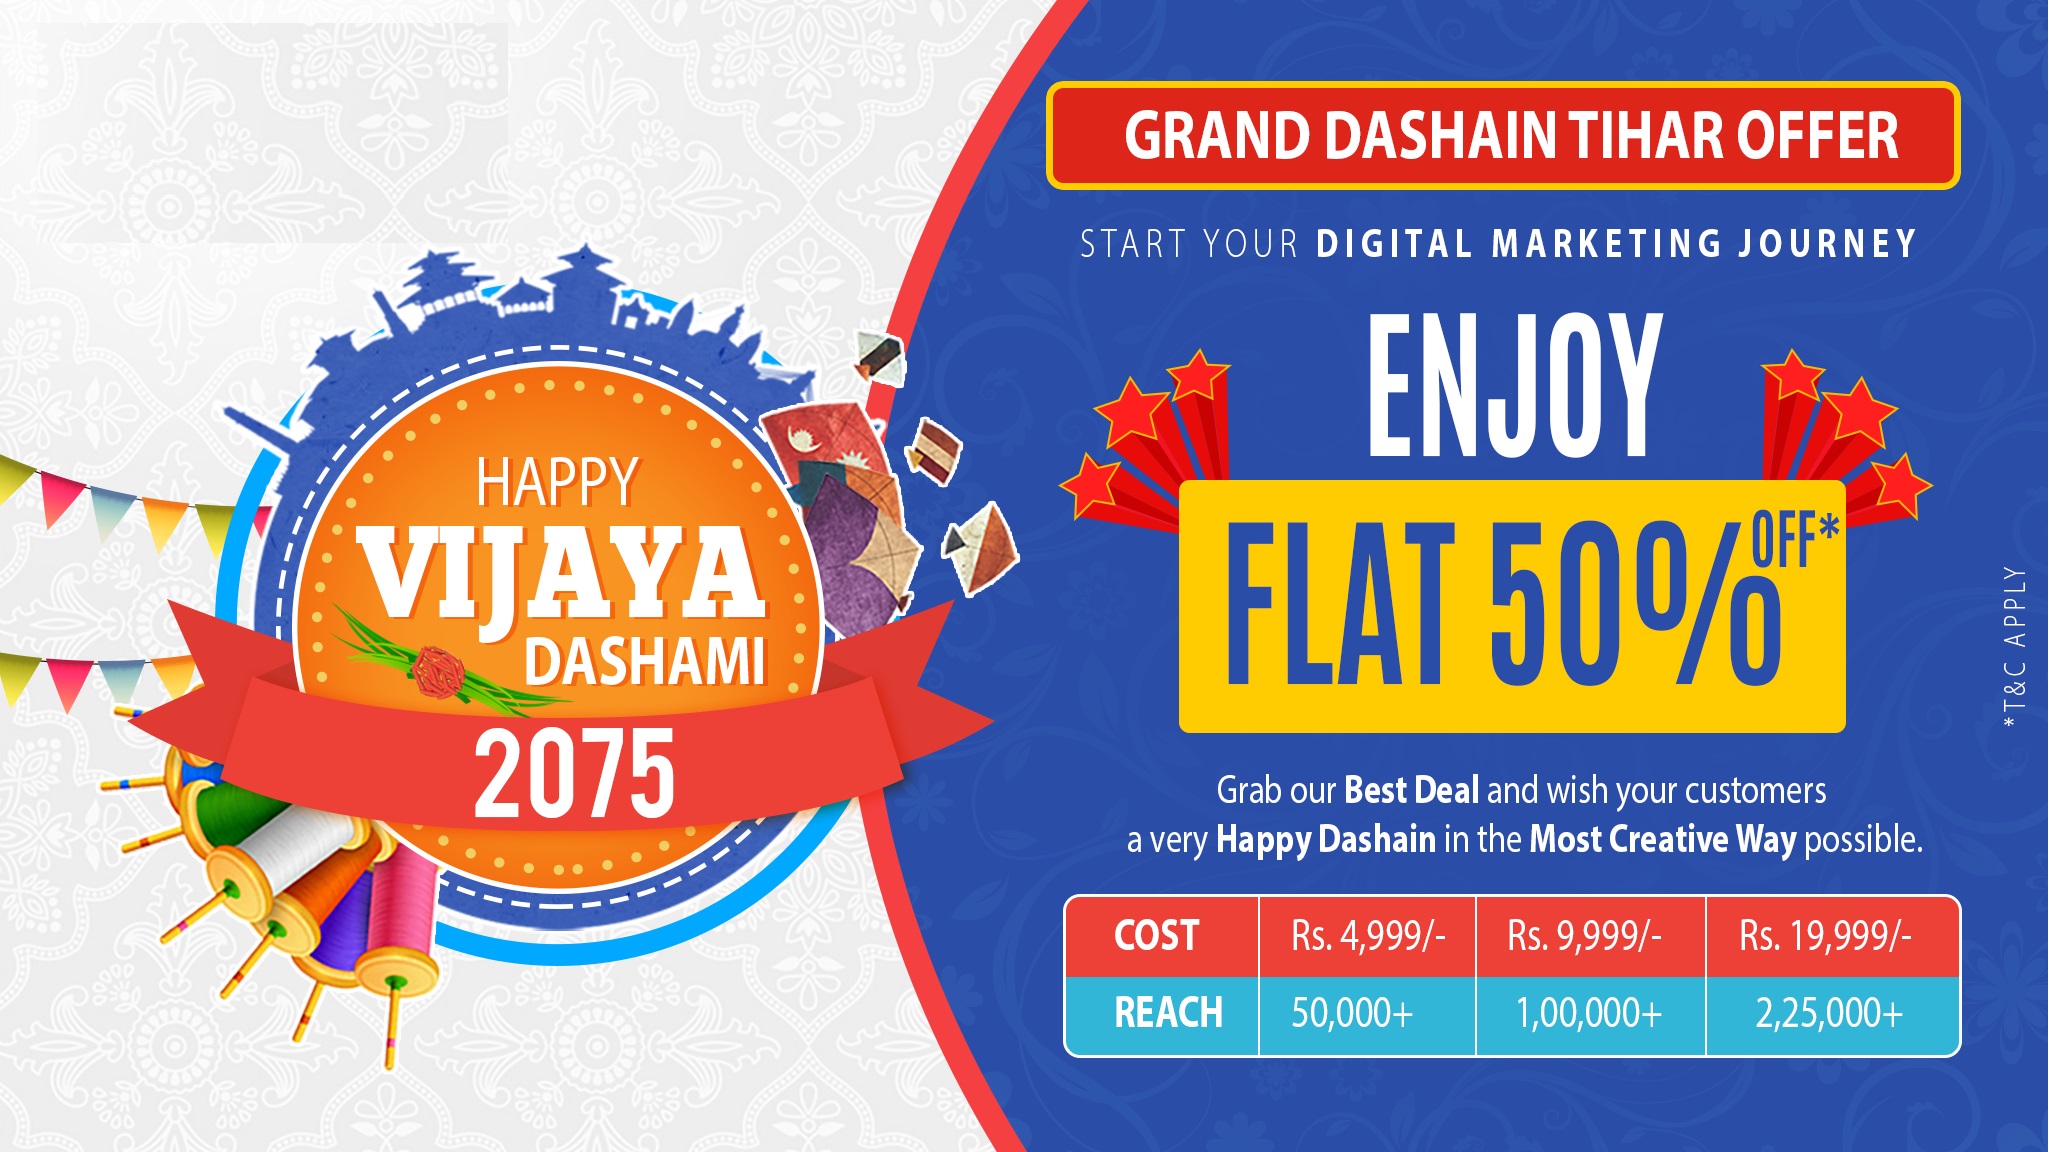 HAPPY
VIJAYA
DASHAMI
2075
GRAND DASHAIN TIHAR OFFER
START YOUR DIGITAL MARKETING JOURNEY
ENJOY
FLAT 50% OFF*
*T&C APPLY
Grab our Best Deal and wish your customers
a very Happy Dashain in the Most Creative Way possible.
COST Rs. 4,999/- Rs. 9,999/- Rs. 19,999/-
REACH 50,000+ 1,00,000+ 2,25,000+